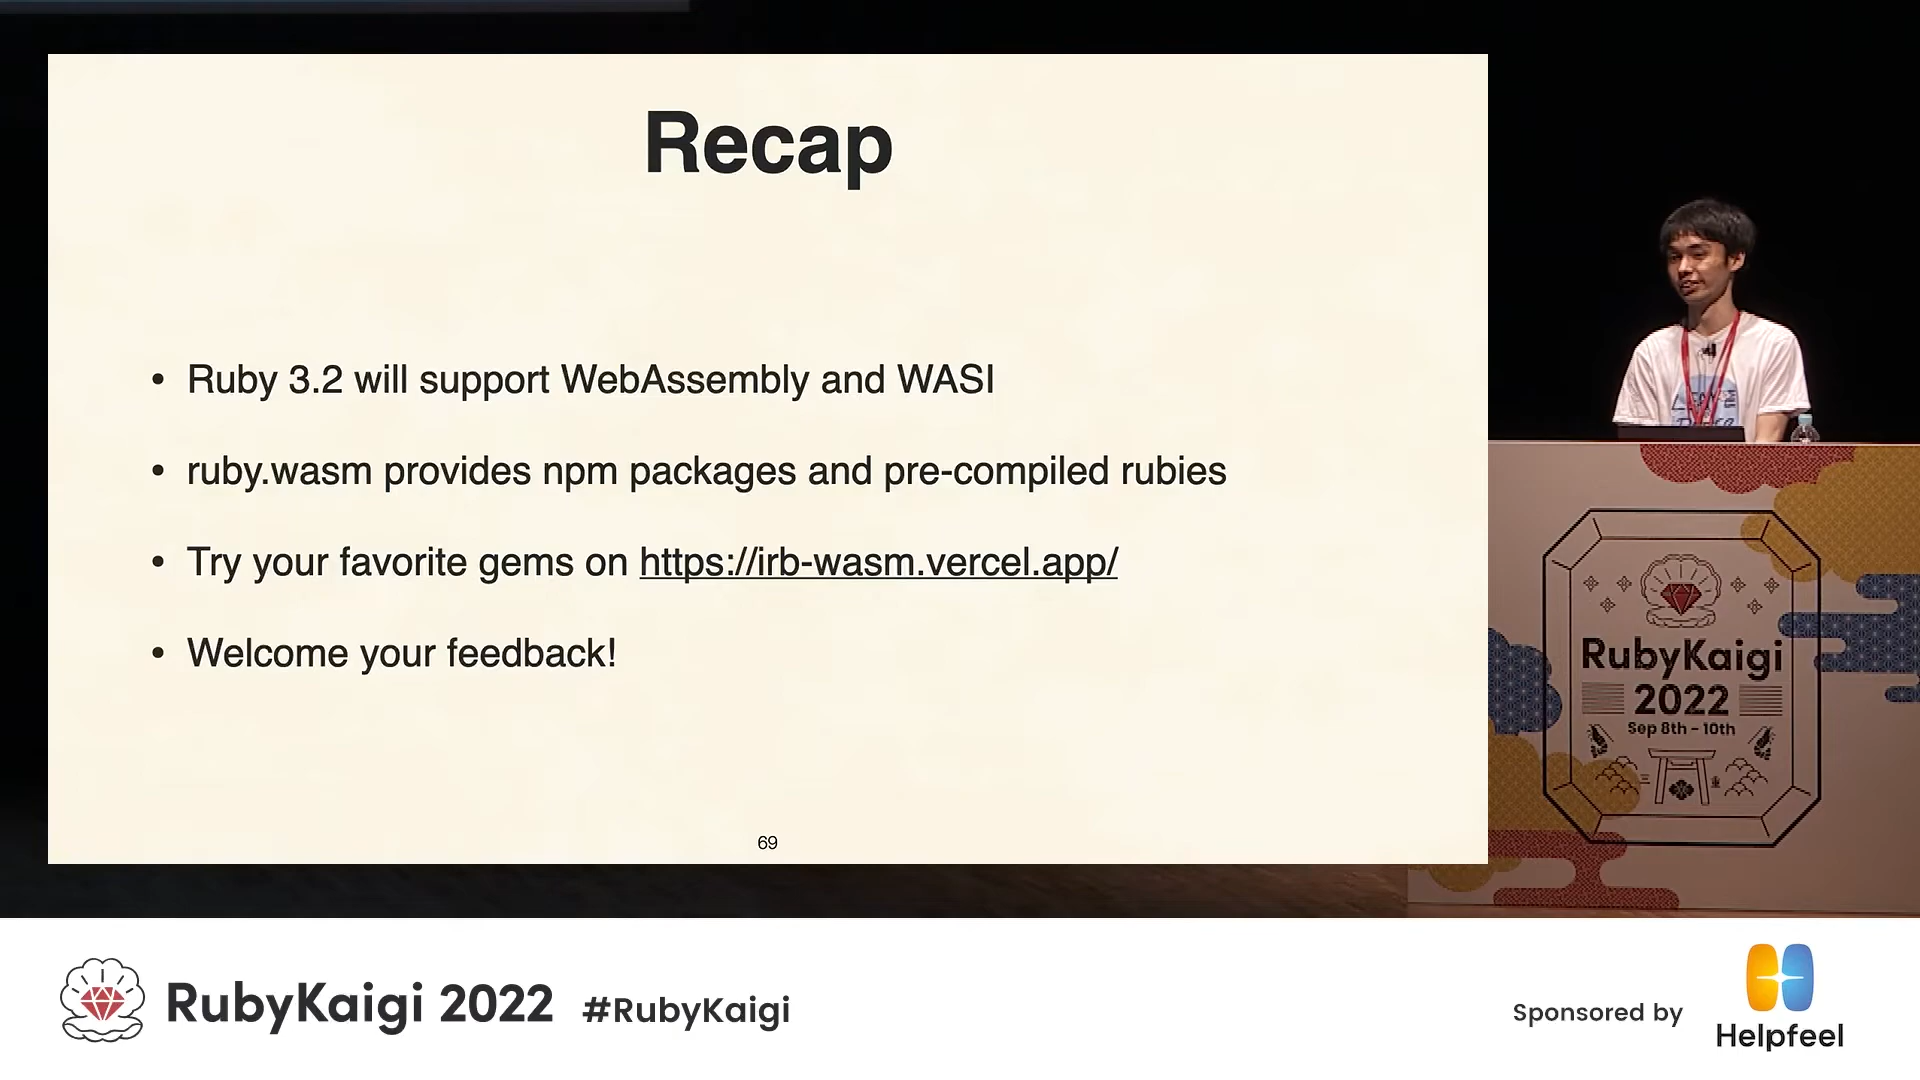 Recap
• Ruby 3.2 will support WebAssembly and WASI
• ruby.wasm provides npm packages and pre-compiled rubies
• Try your favorite gems on https://irb-wasm.vercel.app/
• Welcome your feedback!
69
RubyKaigi
2022
Sep 8th - 10th
RubyKaigi 2022 #RubyKaigi
Sponsored by
Helpfeel